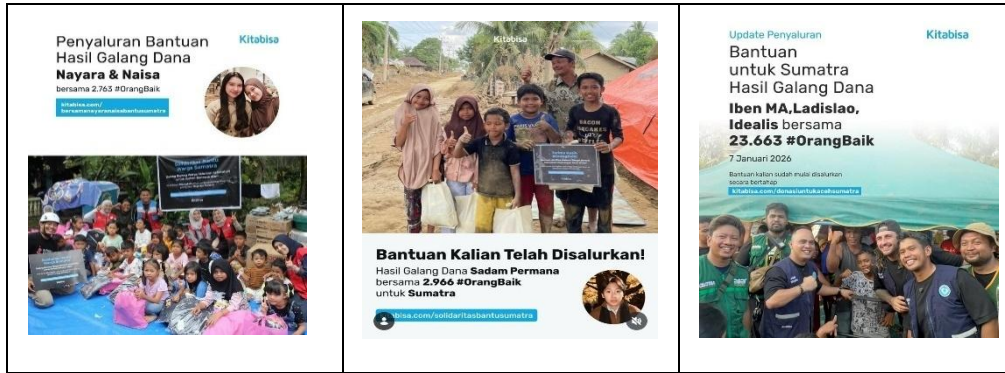 Penyaluran Bantuan
Hasil Galang Dana
Nayara & Naisa
bersama 2.763 #OrangBaik
kitabisa.com/
bersamanayaranaisabantusumatra
Kitabisa
Warga Sumatra
Kitabisa
Bantuan Kalian Telah Disalurkan!
Hasil Galang Dana Sadam Permana
bersama 2.966 #OrangBaik
untuk Sumatra
kitabisa.com/solidaritasbantusumatra
Update Penyaluran
Kitabisa
Bantuan
untuk Sumatra
Hasil Galang Dana
Iben MA,Ladislao,
Idealis bersama
23.663 #OrangBaik
7 Januari 2026
Bantuan kalian sudah mulai disalurkan
secara bertahap
kitabisa.com/donasiuntukacehsumatra